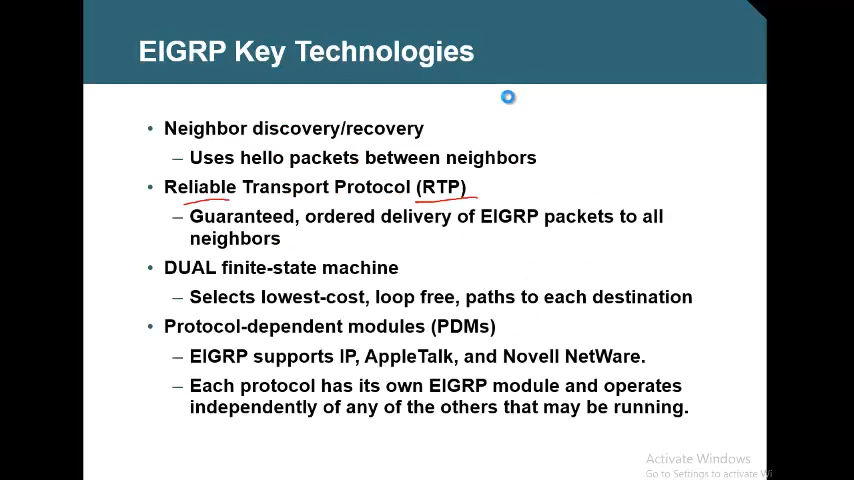 EIGRP Key Technologies
• Neighbor discovery/recovery
– Uses hello packets between neighbors
• Reliable Transport Protocol (RTP)
– Guaranteed, ordered delivery of EIGRP packets to all
neighbors
• DUAL finite-state machine
– Selects lowest-cost, loop free, paths to each destination
• Protocol-dependent modules (PDMs)
– EIGRP supports IP, AppleTalk, and Novell NetWare.
– Each protocol has its own EIGRP module and operates
independently of any of the others that may be running.
Activate Windows
Go to Settings to activate Wi